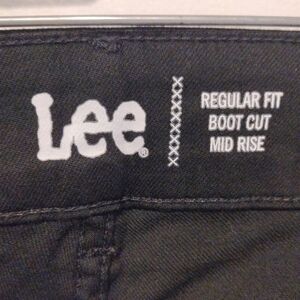 Lee®
REGULAR FIT
BOOT CUT
MID RISE